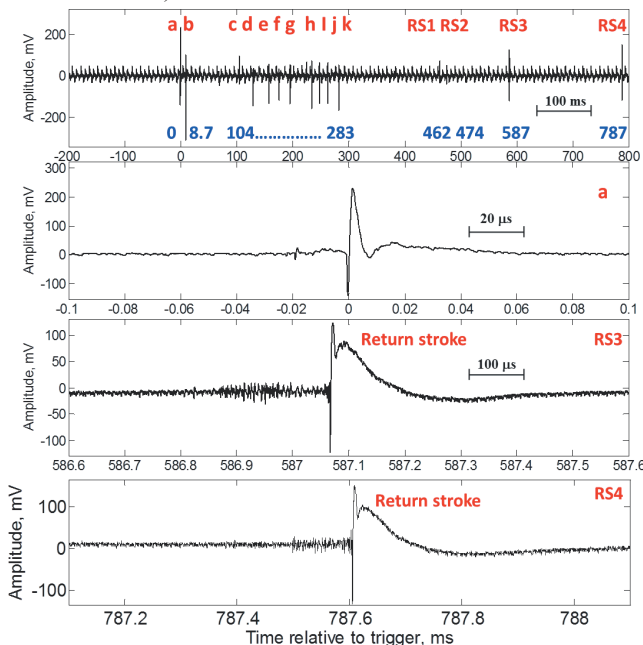 a b c d e f g h I j k RS1 RS2 RS3 RS4
200
0
-200
Amplitude, mV
100 ms
0 8.7 104............... 283 462 474 587 787
-200 -100 0 100 200 300 400 500 600 700 800
a
300
200
100
0
-100
Amplitude, mV
20 μs
-0.1 -0.08 -0.06 -0.04 -0.02 0 0.02 0.04 0.06 0.08 0.1
Return stroke RS3
100
50
0
-50
-100
Amplitude, mV
100 μs
586.6 586.7 586.8 586.9 587 587.1 587.2 587.3 587.4 587.5 587.6
Return stroke RS4
100
0
-100
Amplitude, mV
787.2 787.4 787.6 787.8 788
Time relative to trigger, ms